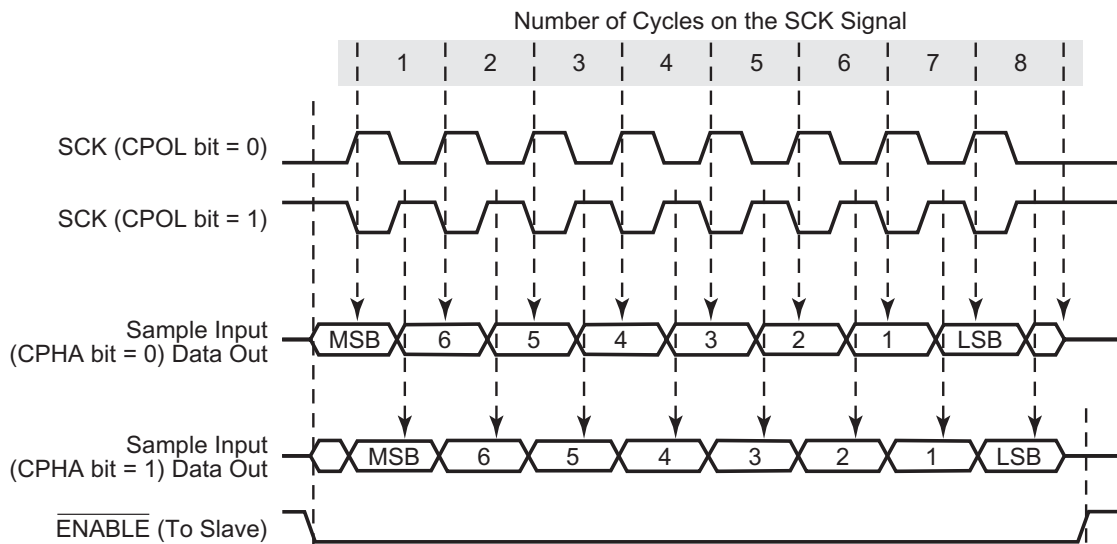 Number of Cycles on the SCK Signal
1 2 3 4 5 6 7 8
SCK (CPOL bit = 0)
SCK (CPOL bit = 1)
Sample Input
(CPHA bit = 0) Data Out
MSB 6 5 4 3 2 1 LSB
Sample Input
(CPHA bit = 1) Data Out
MSB 6 5 4 3 2 1 LSB
ENABLE (To Slave)